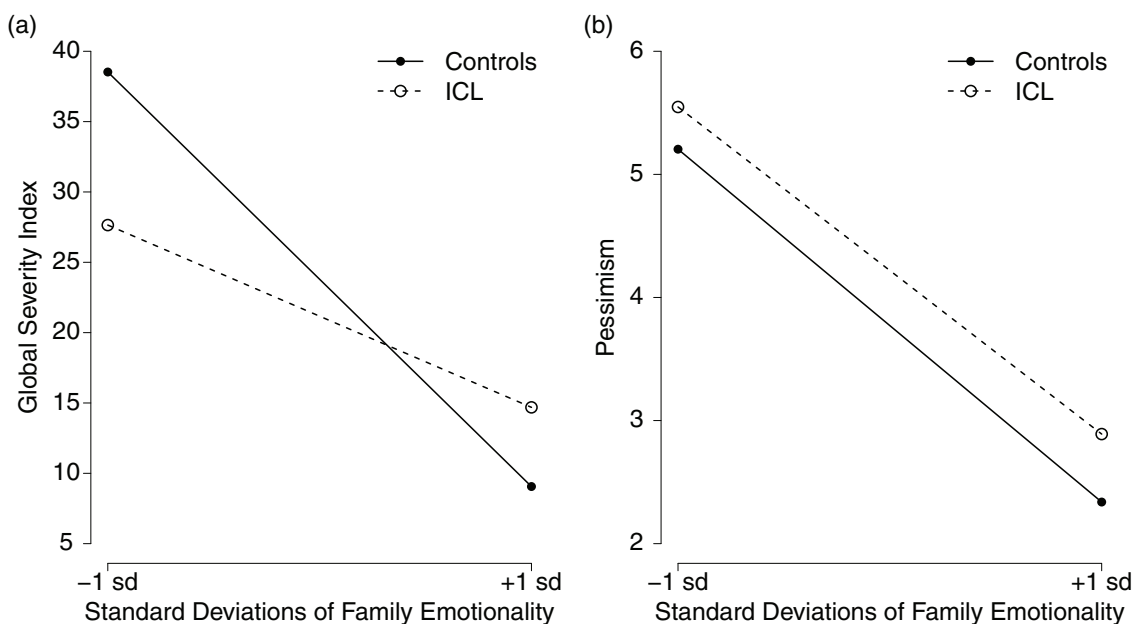 (a)
40
35
30
25
20
15
10
5
Global Severity Index
Controls
ICL
−1 sd
+1 sd
Standard Deviations of Family Emotionality
(b)
6
5
4
3
2
Pessimism
Controls
ICL
−1 sd
+1 sd
Standard Deviations of Family Emotionality